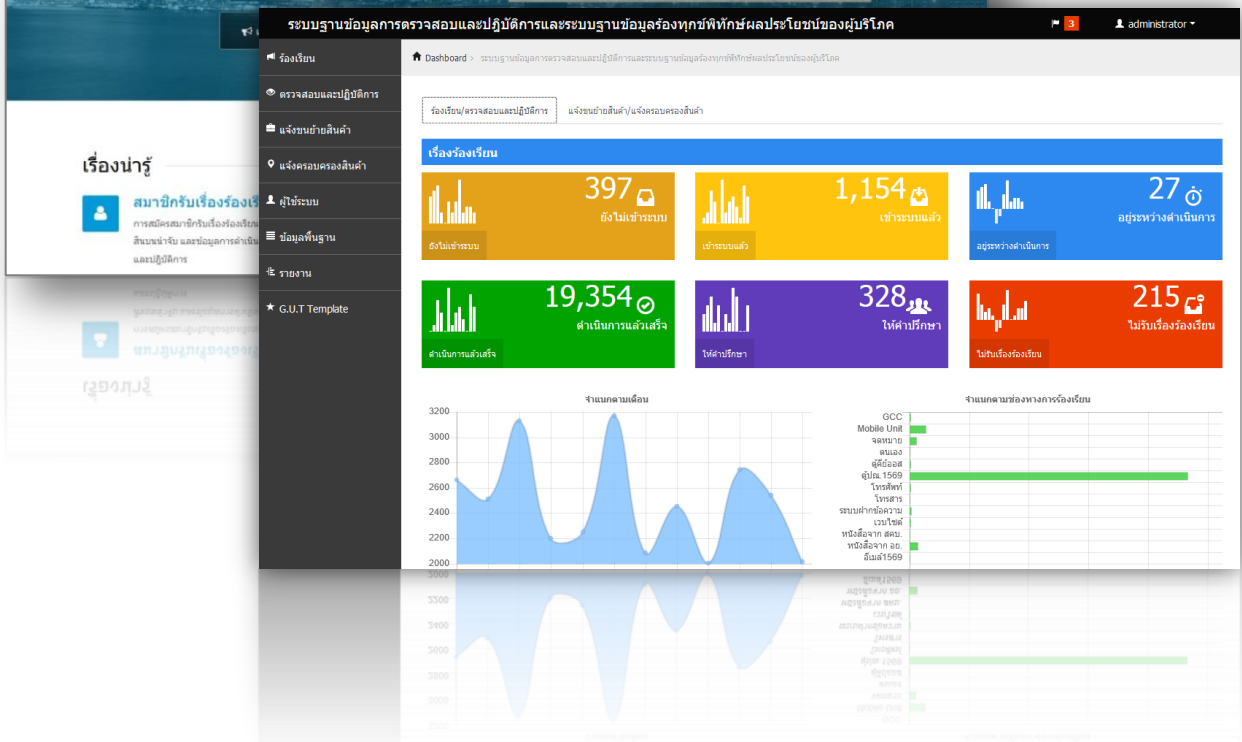 ระบบฐานข้อมูลการตรวจสอบและปฏิบัติการและระบบฐานข้อมูลร้องทุกข์พิทักษ์ผลประโยชน์ของผู้บริโภค
3
administrator
ร้องเรียน
ตรวจสอบและปฏิบัติการ
แจ้งขนย้ายสินค้า
แจ้งครอบครองสินค้า
ผู้ใช้ระบบ
ข้อมูลพื้นฐาน
รายงาน
G.U.T Template
Dashboard > ระบบฐานข้อมูลการตรวจสอบและปฏิบัติการและระบบฐานข้อมูลร้องทุกข์พิทักษ์ผลประโยชน์ของผู้บริโภค
ร้องเรียน/ตรวจสอบและปฏิบัติการ
แจ้งขนย้ายสินค้า/แจ้งครอบครองสินค้า
เรื่องร้องเรียน
397
ยังไม่เข้าระบบ
ยังไม่เข้าระบบ
1,154
เข้าระบบแล้ว
เข้าระบบแล้ว
27
อยู่ระหว่างดำเนินการ
อยู่ระหว่างดำเนินการ
19,354
ดำเนินการแล้วเสร็จ
ดำเนินการแล้วเสร็จ
328
ให้คำปรึกษา
ให้คำปรึกษา
215
ไม่รับเรื่องร้องเรียน
ไม่รับเรื่องร้องเรียน
จำแนกตามเดือน
3200
3000
2800
2600
2400
2200
2000
จำแนกตามช่องทางการร้องเรียน
GCC
Mobile Unit
จดหมาย
ตนเอง
ตู้คีย์ออส
ตู้ปณ.1569
โทรศัพท์
โทรสาร
ระบบฝากข้อความ
เวบไซต์
หนังสือจาก สคบ.
หนังสือจาก อย.
อีเมล์1569
เรื่องน่ารู้
สมาชิกรับเรื่องร้องเรี
การสมัครสมาชิกรับเรื่องร้องเรียน
สินบนนำจับ และข้อมูลการดำเนิน
และปฏิบัติการ